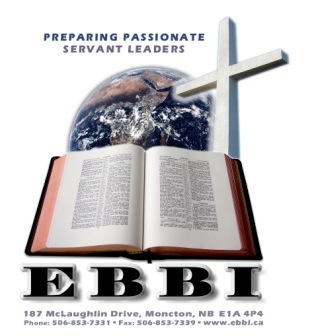 PREPARING PASSIONATE
SERVANT LEADERS
EBBI
187 McLaughlin Drive, Moncton, NB E1A 4P4
Phone: 506-853-7331 • Fax: 506-853-7339 • www.ebbi.ca